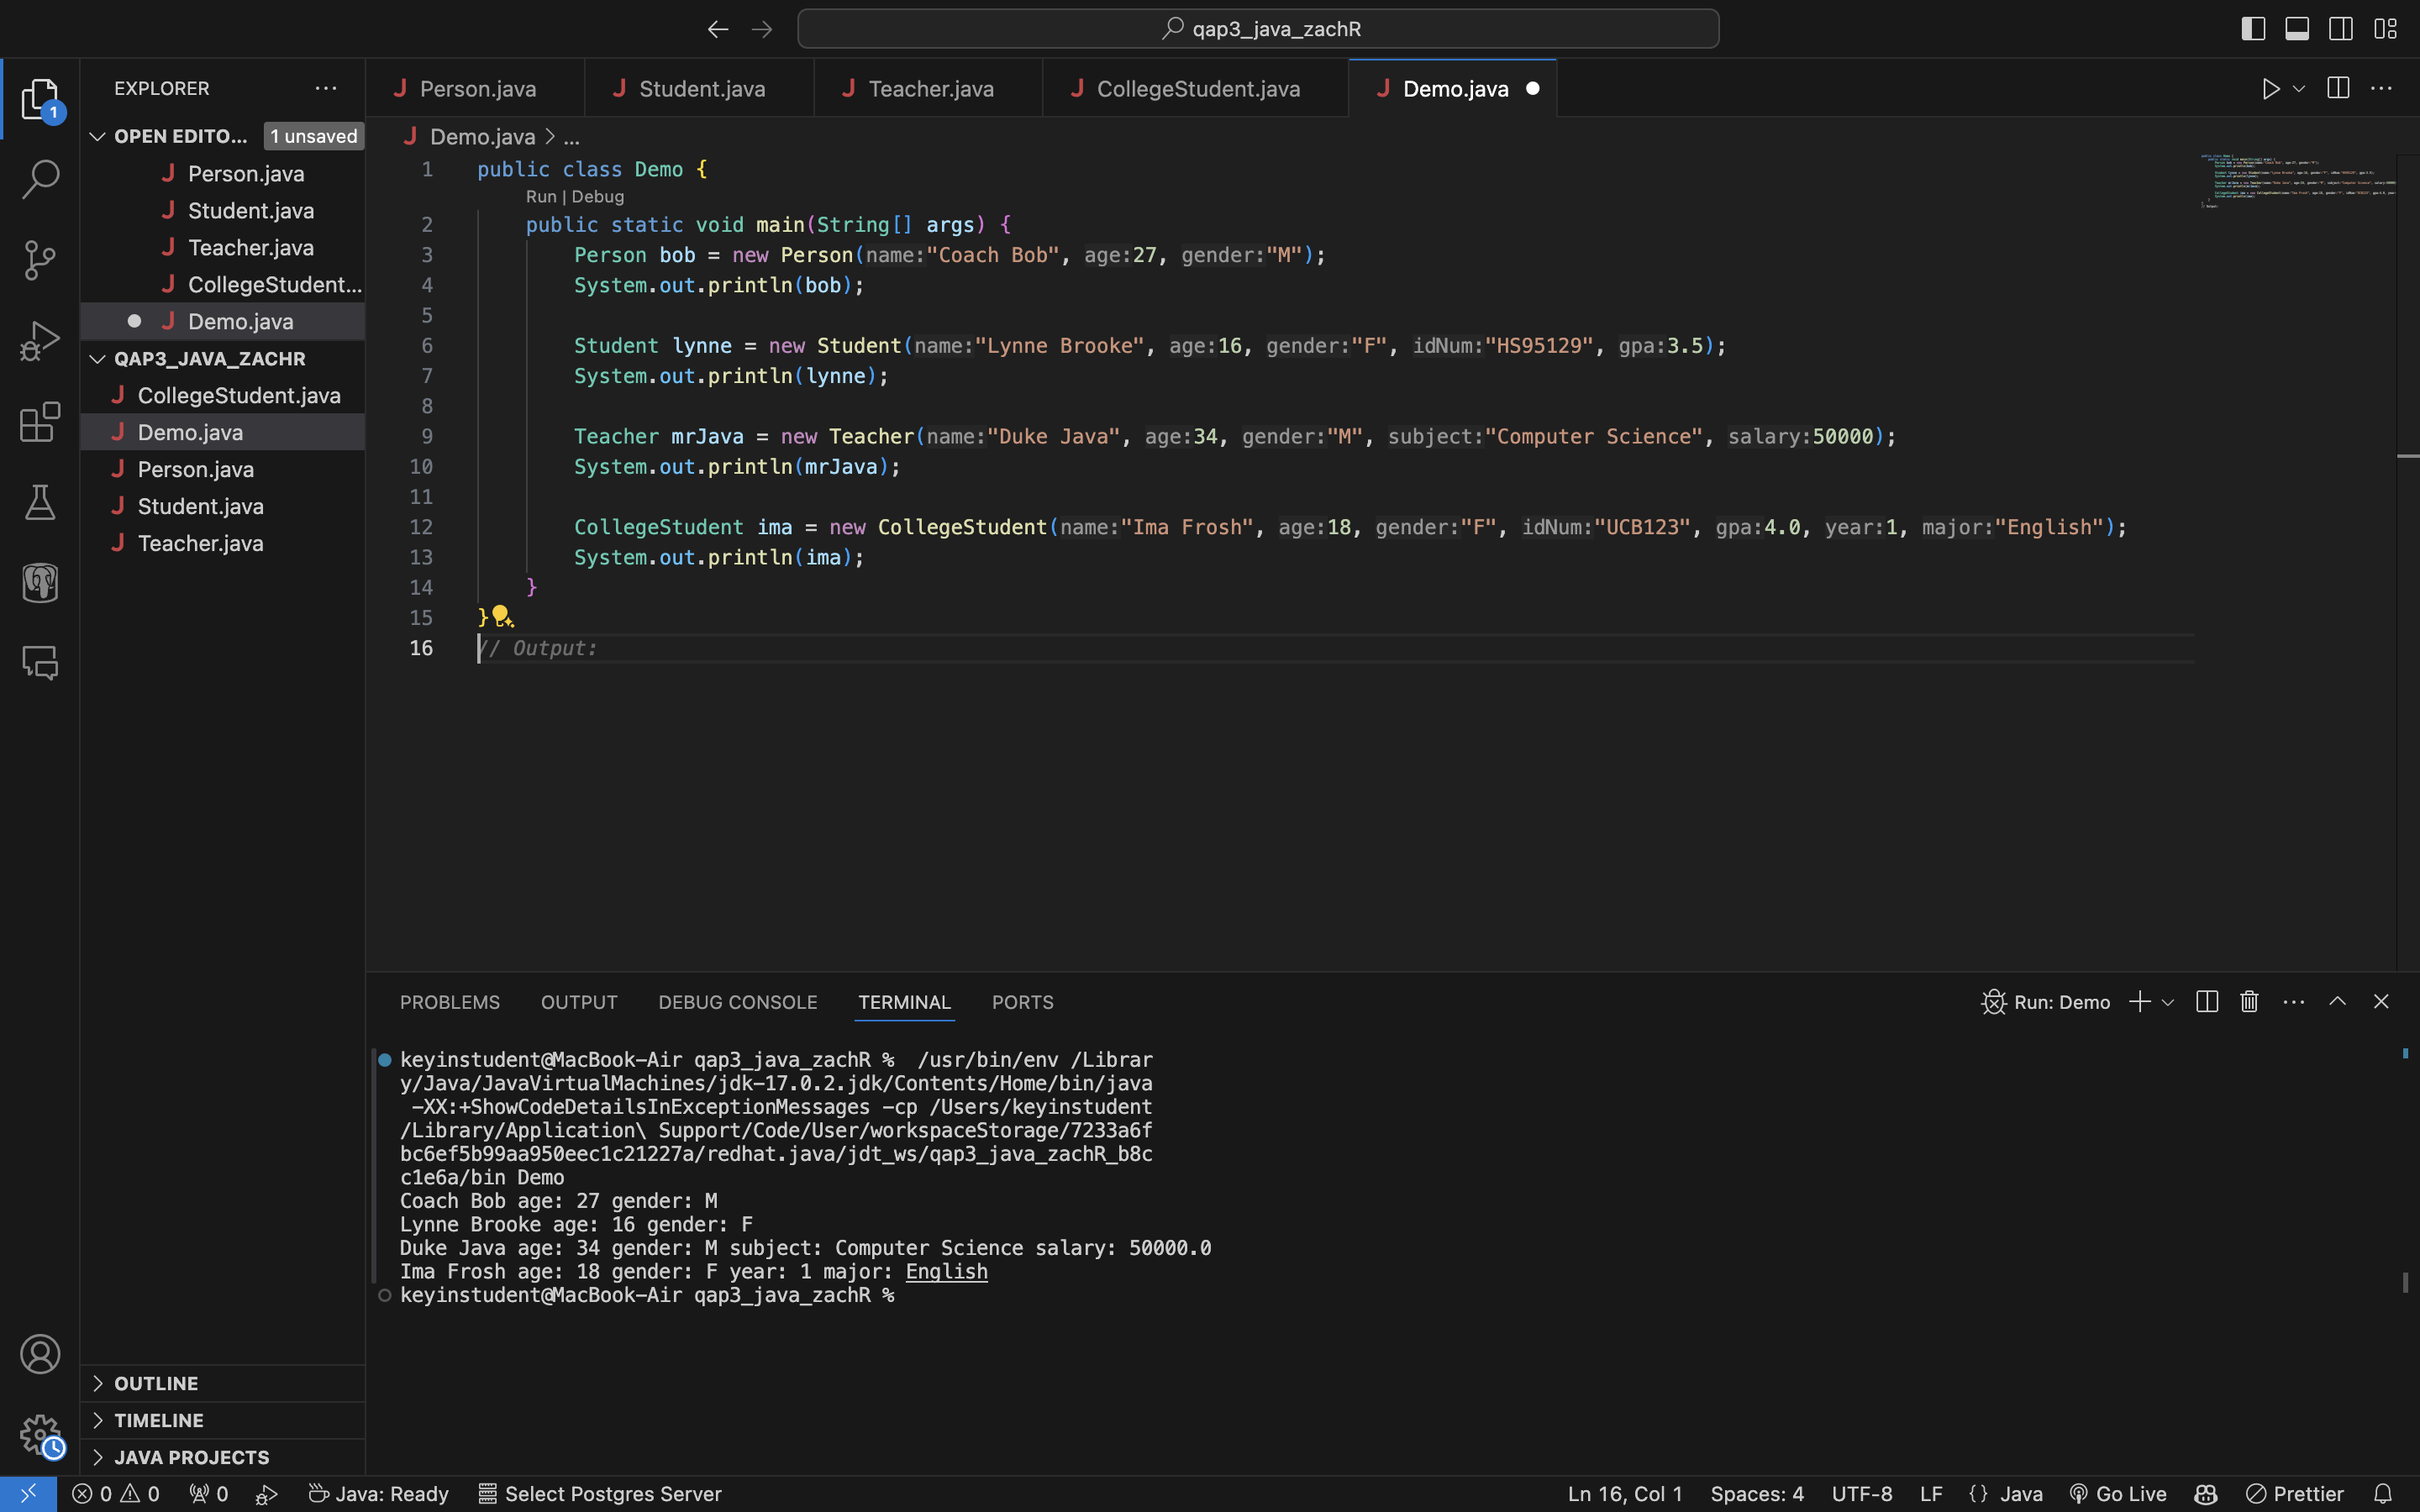 qap3_java_zachR
EXPLORER
Person.java
Student.java
Teacher.java
CollegeStudent.java
Demo.java
1
OPEN EDITO...
1 unsaved
Person.java
Student.java
Teacher.java
CollegeStudent...
Demo.java
QAP3_JAVA_ZACHR
CollegeStudent.java
Demo.java
Person.java
Student.java
Teacher.java
OUTLINE
TIMELINE
JAVA PROJECTS
Demo.java > ...
1 public class Demo {
Run | Debug
2 public static void main(String[] args) {
3 Person bob = new Person(name:"Coach Bob", age:27, gender:"M");
4 System.out.println(bob);
5
6 Student lynne = new Student(name:"Lynne Brooke", age:16, gender:"F", idNum:"HS95129", gpa:3.5);
7 System.out.println(lynne);
8
9 Teacher mrJava = new Teacher(name:"Duke Java", age:34, gender:"M", subject:"Computer Science", salary:50000);
10 System.out.println(mrJava);
11
12 CollegeStudent ima = new CollegeStudent(name:"Ima Frosh", age:18, gender:"F", idNum:"UCB123", gpa:4.0, year:1, major:"English");
13 System.out.println(ima);
14 }
15 }
16 // Output:
PROBLEMS OUTPUT DEBUG CONSOLE TERMINAL PORTS
Run: Demo
keyinstudent@MacBook-Air qap3_java_zachR % /usr/bin/env /Librar
y/Java/JavaVirtualMachines/jdk-17.0.2.jdk/Contents/Home/bin/java
-XX:+ShowCodeDetailsInExceptionMessages -cp /Users/keyinstudent
/Library/Application\ Support/Code/User/workspaceStorage/7233a6f
bc6ef5b99aa950eec1c21227a/redhat.java/jdt_ws/qap3_java_zachR_b8c
c1e6a/bin Demo
Coach Bob age: 27 gender: M
Lynne Brooke age: 16 gender: F
Duke Java age: 34 gender: M subject: Computer Science salary: 50000.0
Ima Frosh age: 18 gender: F year: 1 major: English
keyinstudent@MacBook-Air qap3_java_zachR %
0 0 0 Java: Ready Select Postgres Server Ln 16, Col 1 Spaces: 4 UTF-8 LF {} Java Go Live Prettier